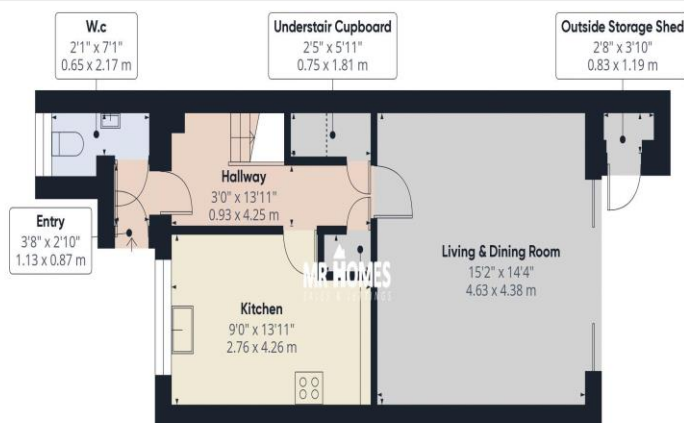 W.c
2'1" x 7'1"
0.65 x 2.17 m
Understair Cupboard
2'5" x 5'11"
0.75 x 1.81 m
Outside Storage Shed
2'8" x 3'10"
0.83 x 1.19 m
Hallway
3'0" x 13'11"
0.93 x 4.25 m
Entry
3'8" x 2'10"
1.13 x 0.87 m
Living & Dining Room
15'2" x 14'4"
4.63 x 4.38 m
MR HOMES
SALES & LETTINGS
Kitchen
9'0" x 13'11"
2.76 x 4.26 m